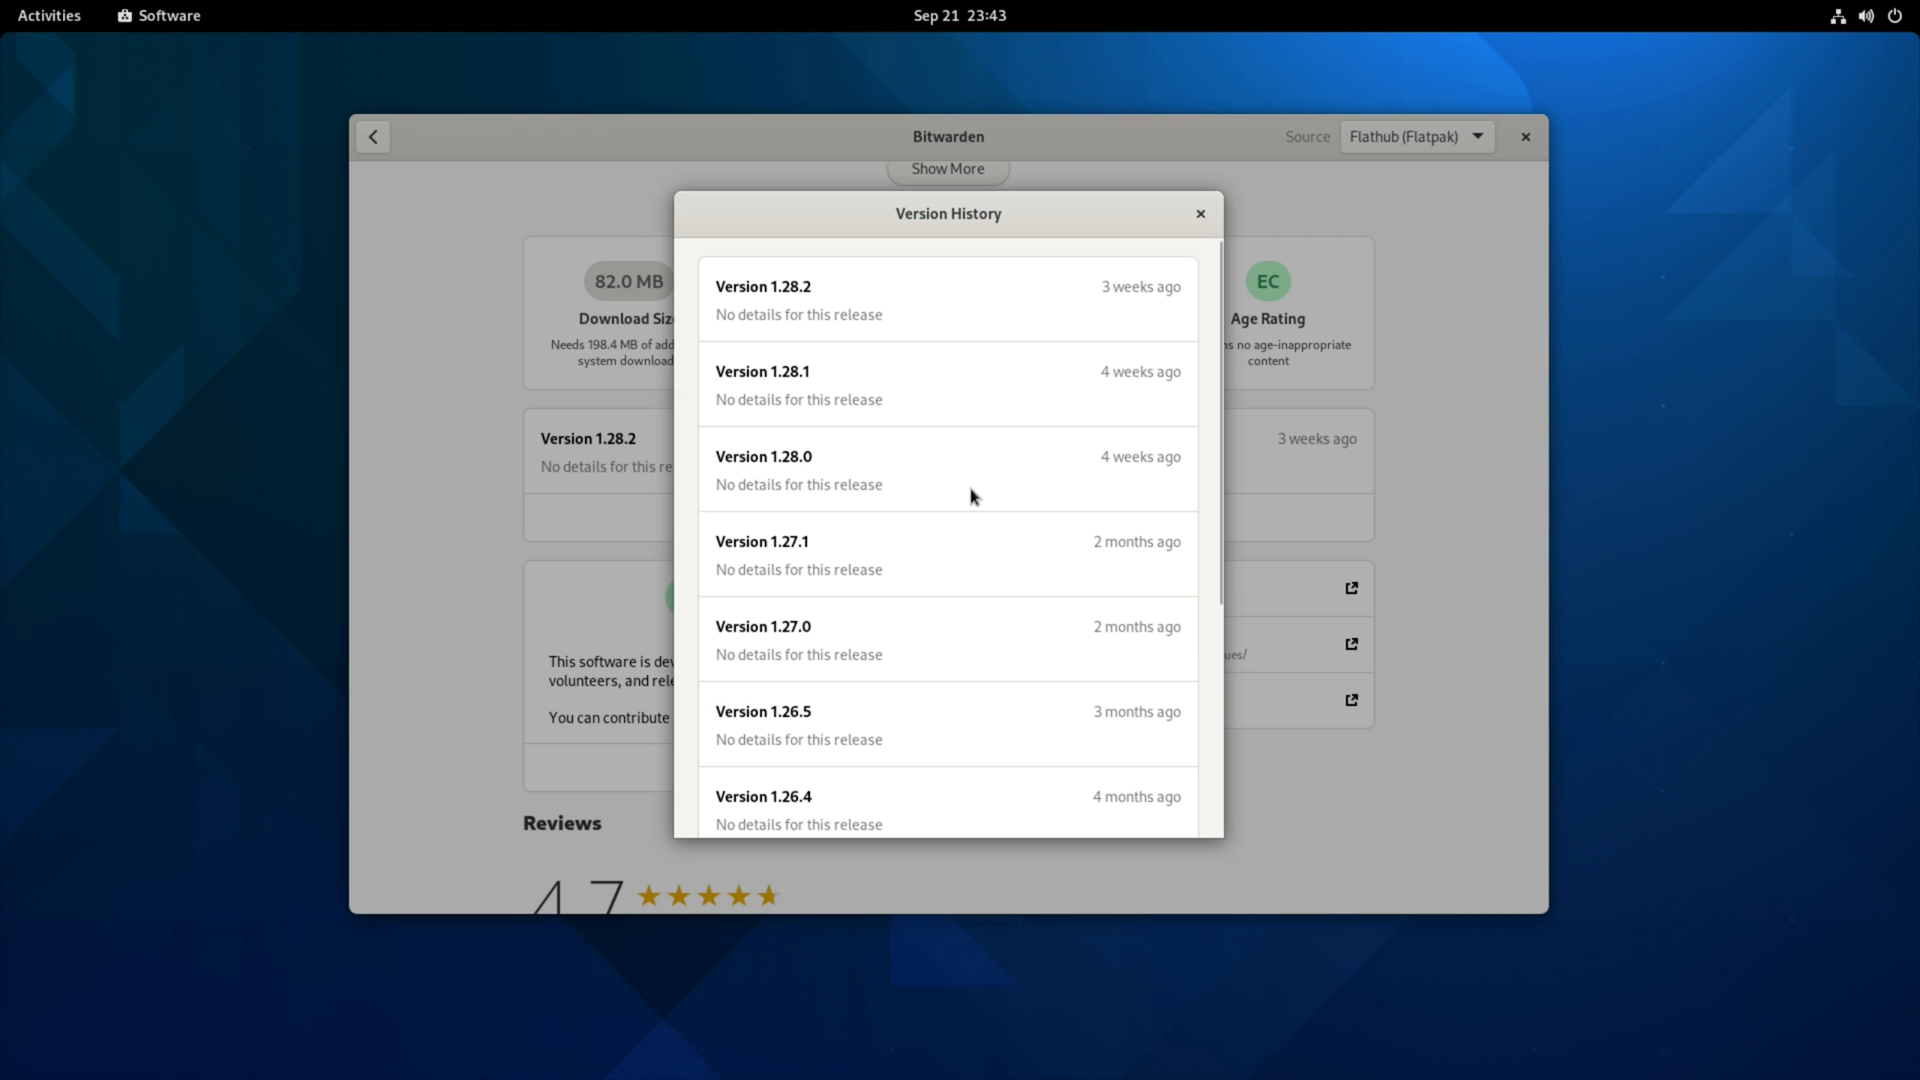 Activities Software Sep 21 23:43
Bitwarden Source Flathub (Flatpak)
Show More
Version History
82.0 MB
Download Siz
Needs 198.4 MB of add
system download
EC
Age Rating
ns no age-inappropriate
content
Version 1.28.2
No details for this re
3 weeks ago
This software is dev
volunteers, and rele
You can contribute
ues/
Version 1.28.2 3 weeks ago
No details for this release
Version 1.28.1 4 weeks ago
No details for this release
Version 1.28.0 4 weeks ago
No details for this release
Version 1.27.1 2 months ago
No details for this release
Version 1.27.0 2 months ago
No details for this release
Version 1.26.5 3 months ago
No details for this release
Version 1.26.4 4 months ago
No details for this release
Reviews
4.7